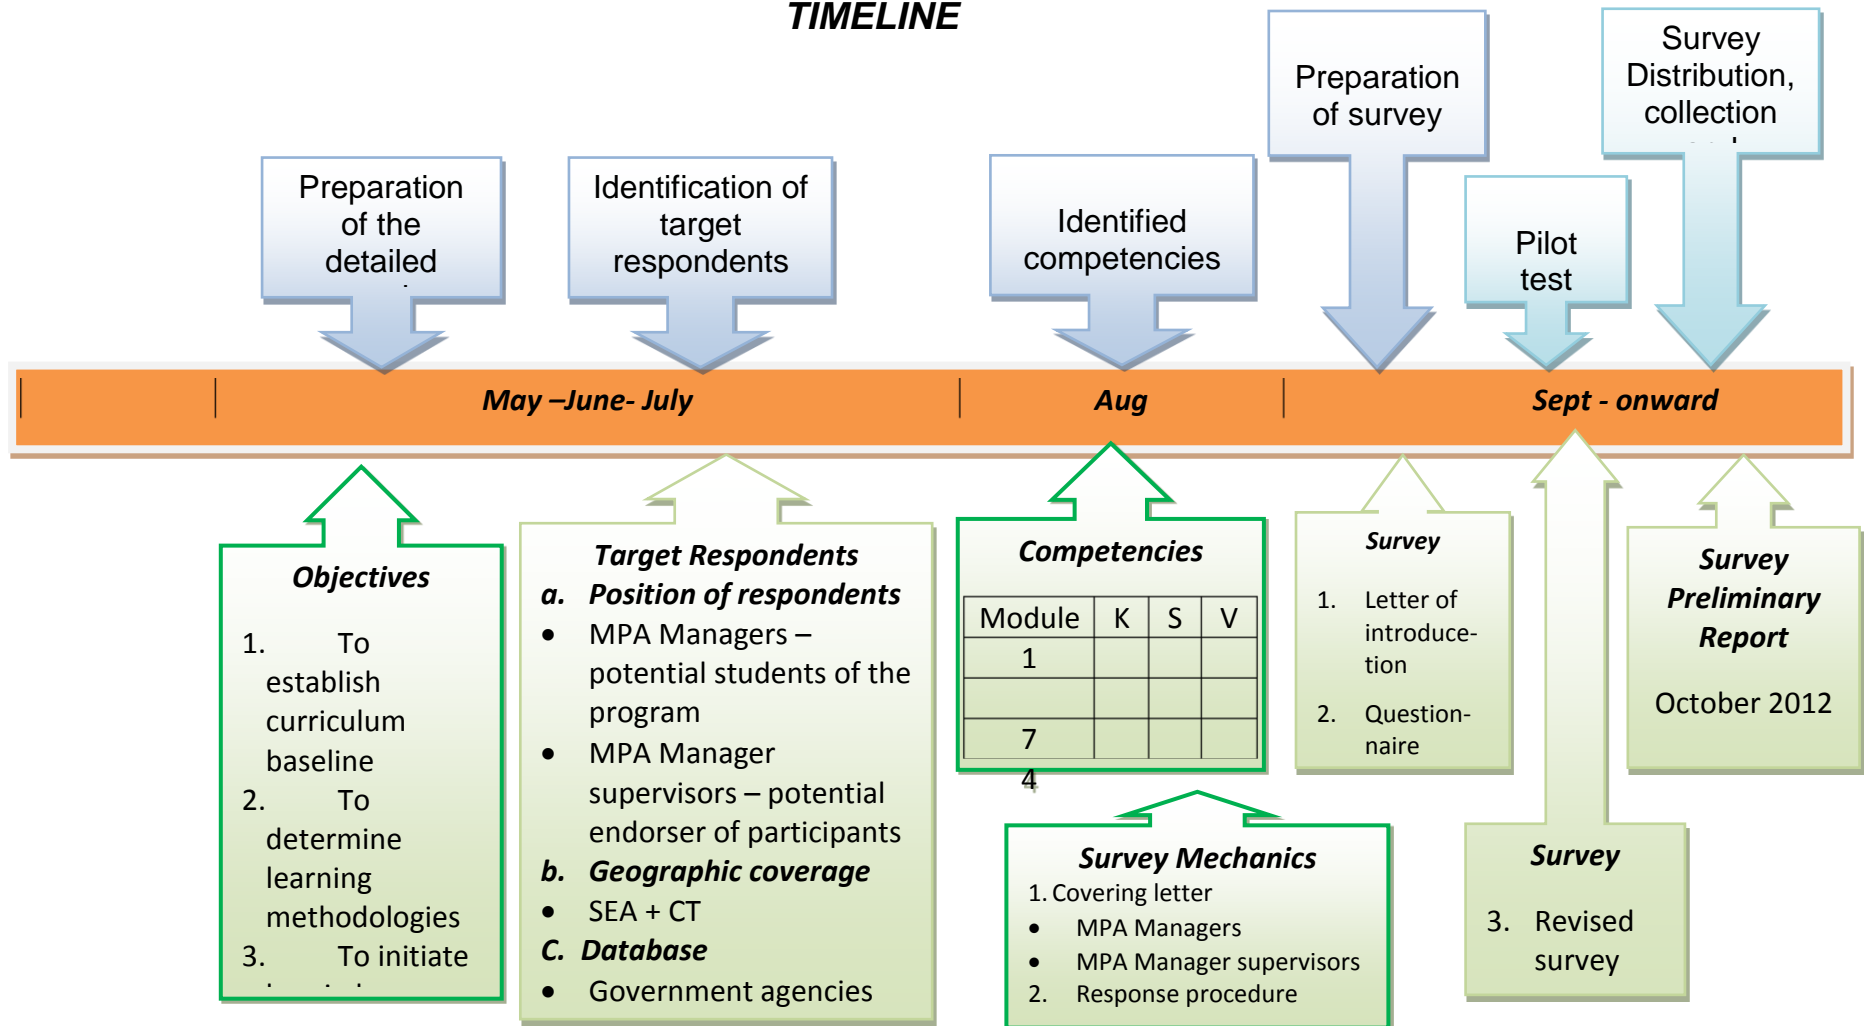 TIMELINE
Preparation
of the
detailed
Identification of
target
respondents
Identified
competencies
Preparation
of survey
Pilot
test
Survey
Distribution,
collection
May –June- July
Aug
Sept - onward
Objectives
1. To
establish
curriculum
baseline
2. To
determine
learning
methodologies
3. To initiate
Target Respondents
a. Position of respondents
• MPA Managers –
potential students of the
program
• MPA Manager
supervisors – potential
endorser of participants
b. Geographic coverage
• SEA + CT
C. Database
• Government agencies
Competencies
Module K S V
1
7
4
Survey Mechanics
1. Covering letter
• MPA Managers
• MPA Manager supervisors
2. Response procedure
Survey
1. Letter of
introduce-
tion
2. Question-
naire
Survey
3. Revised
survey
Survey
Preliminary
Report
October 2012